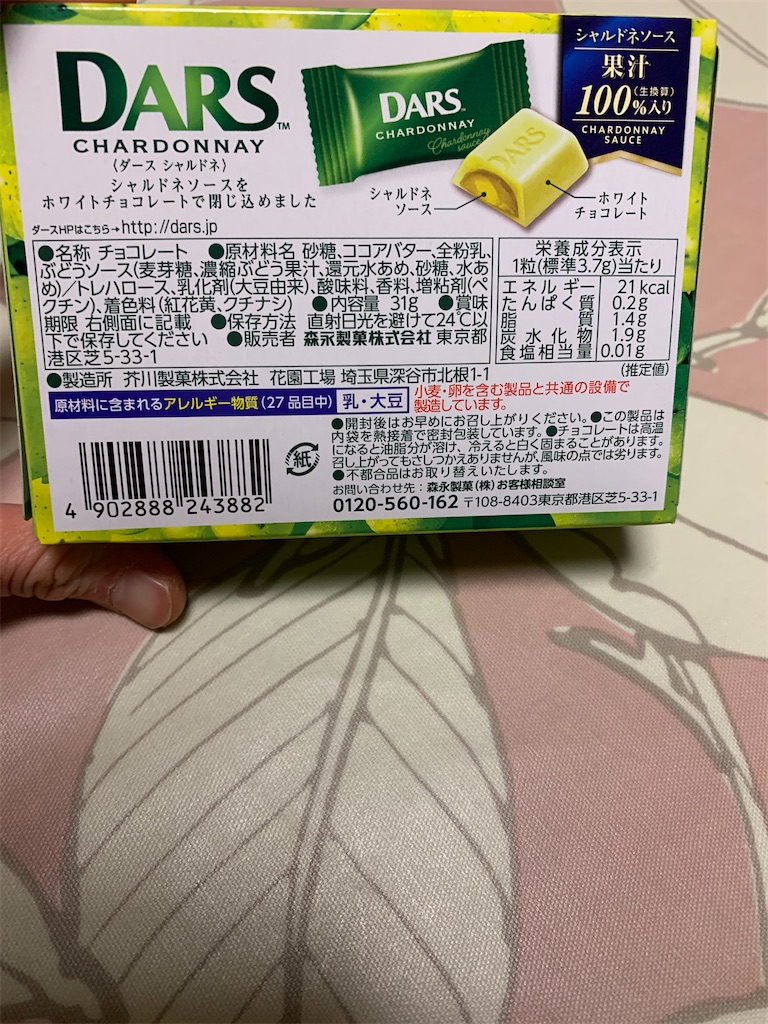 DARS™
CHARDONNAY
〈ダース シャルドネ〉
シャルドネソースを
ホワイトチョコレートで閉じ込めました
ダースHPはこちら→http://dars.jp
DARS
CHARDONNAY
Chardonnay
sauce
DARS
シャルドネ
ソース
ホワイト
チョコレート
シャルドネソース
果汁
100%入り
(生換算)
CHARDONNAY
SAUCE
●名称 チョコレート ●原材料名 砂糖、ココアバター、全粉乳、
ぶどうソース(麦芽糖、濃縮ぶどう果汁、還元水あめ、砂糖、水あ
め)/トレハロース、乳化剤(大豆由来)、酸味料、香料、増粘剤(ペ
クチン)、着色料(紅花黄、クチナシ) ●内容量 31g ●賞味
期限 右側面に記載 ●保存方法 直射日光を避けて24℃以
下で保存してください ●販売者 森永製菓株式会社 東京都
港区芝5-33-1
栄養成分表示
1粒(標準3.7g)当たり
エネルギー 21kcal
たんぱく質 0.2g
脂質 1.4g
炭水化物 1.9g
食塩相当量 0.01g
(推定値)
●製造所 芥川製菓株式会社 花園工場 埼玉県深谷市北根1-1
原材料に含まれるアレルギー物質(27品目中) 乳・大豆
小麦・卵を含む製品と共通の設備で
製造しています。
●開封後はお早めにお召し上がりください。●この製品は
内袋を熱接着で密封包装しています。●チョコレートは高温
になると油脂分が溶け、冷えると白く固まることがあります。
召し上がってもさしつかえありませんが、風味の点では劣ります。
●不都合品はお取り替えいたします。
お問い合わせ先:森永製菓(株)お客様相談室
0120-560-162 〒108-8403東京都港区芝5-33-1
紙
4 902888 243882